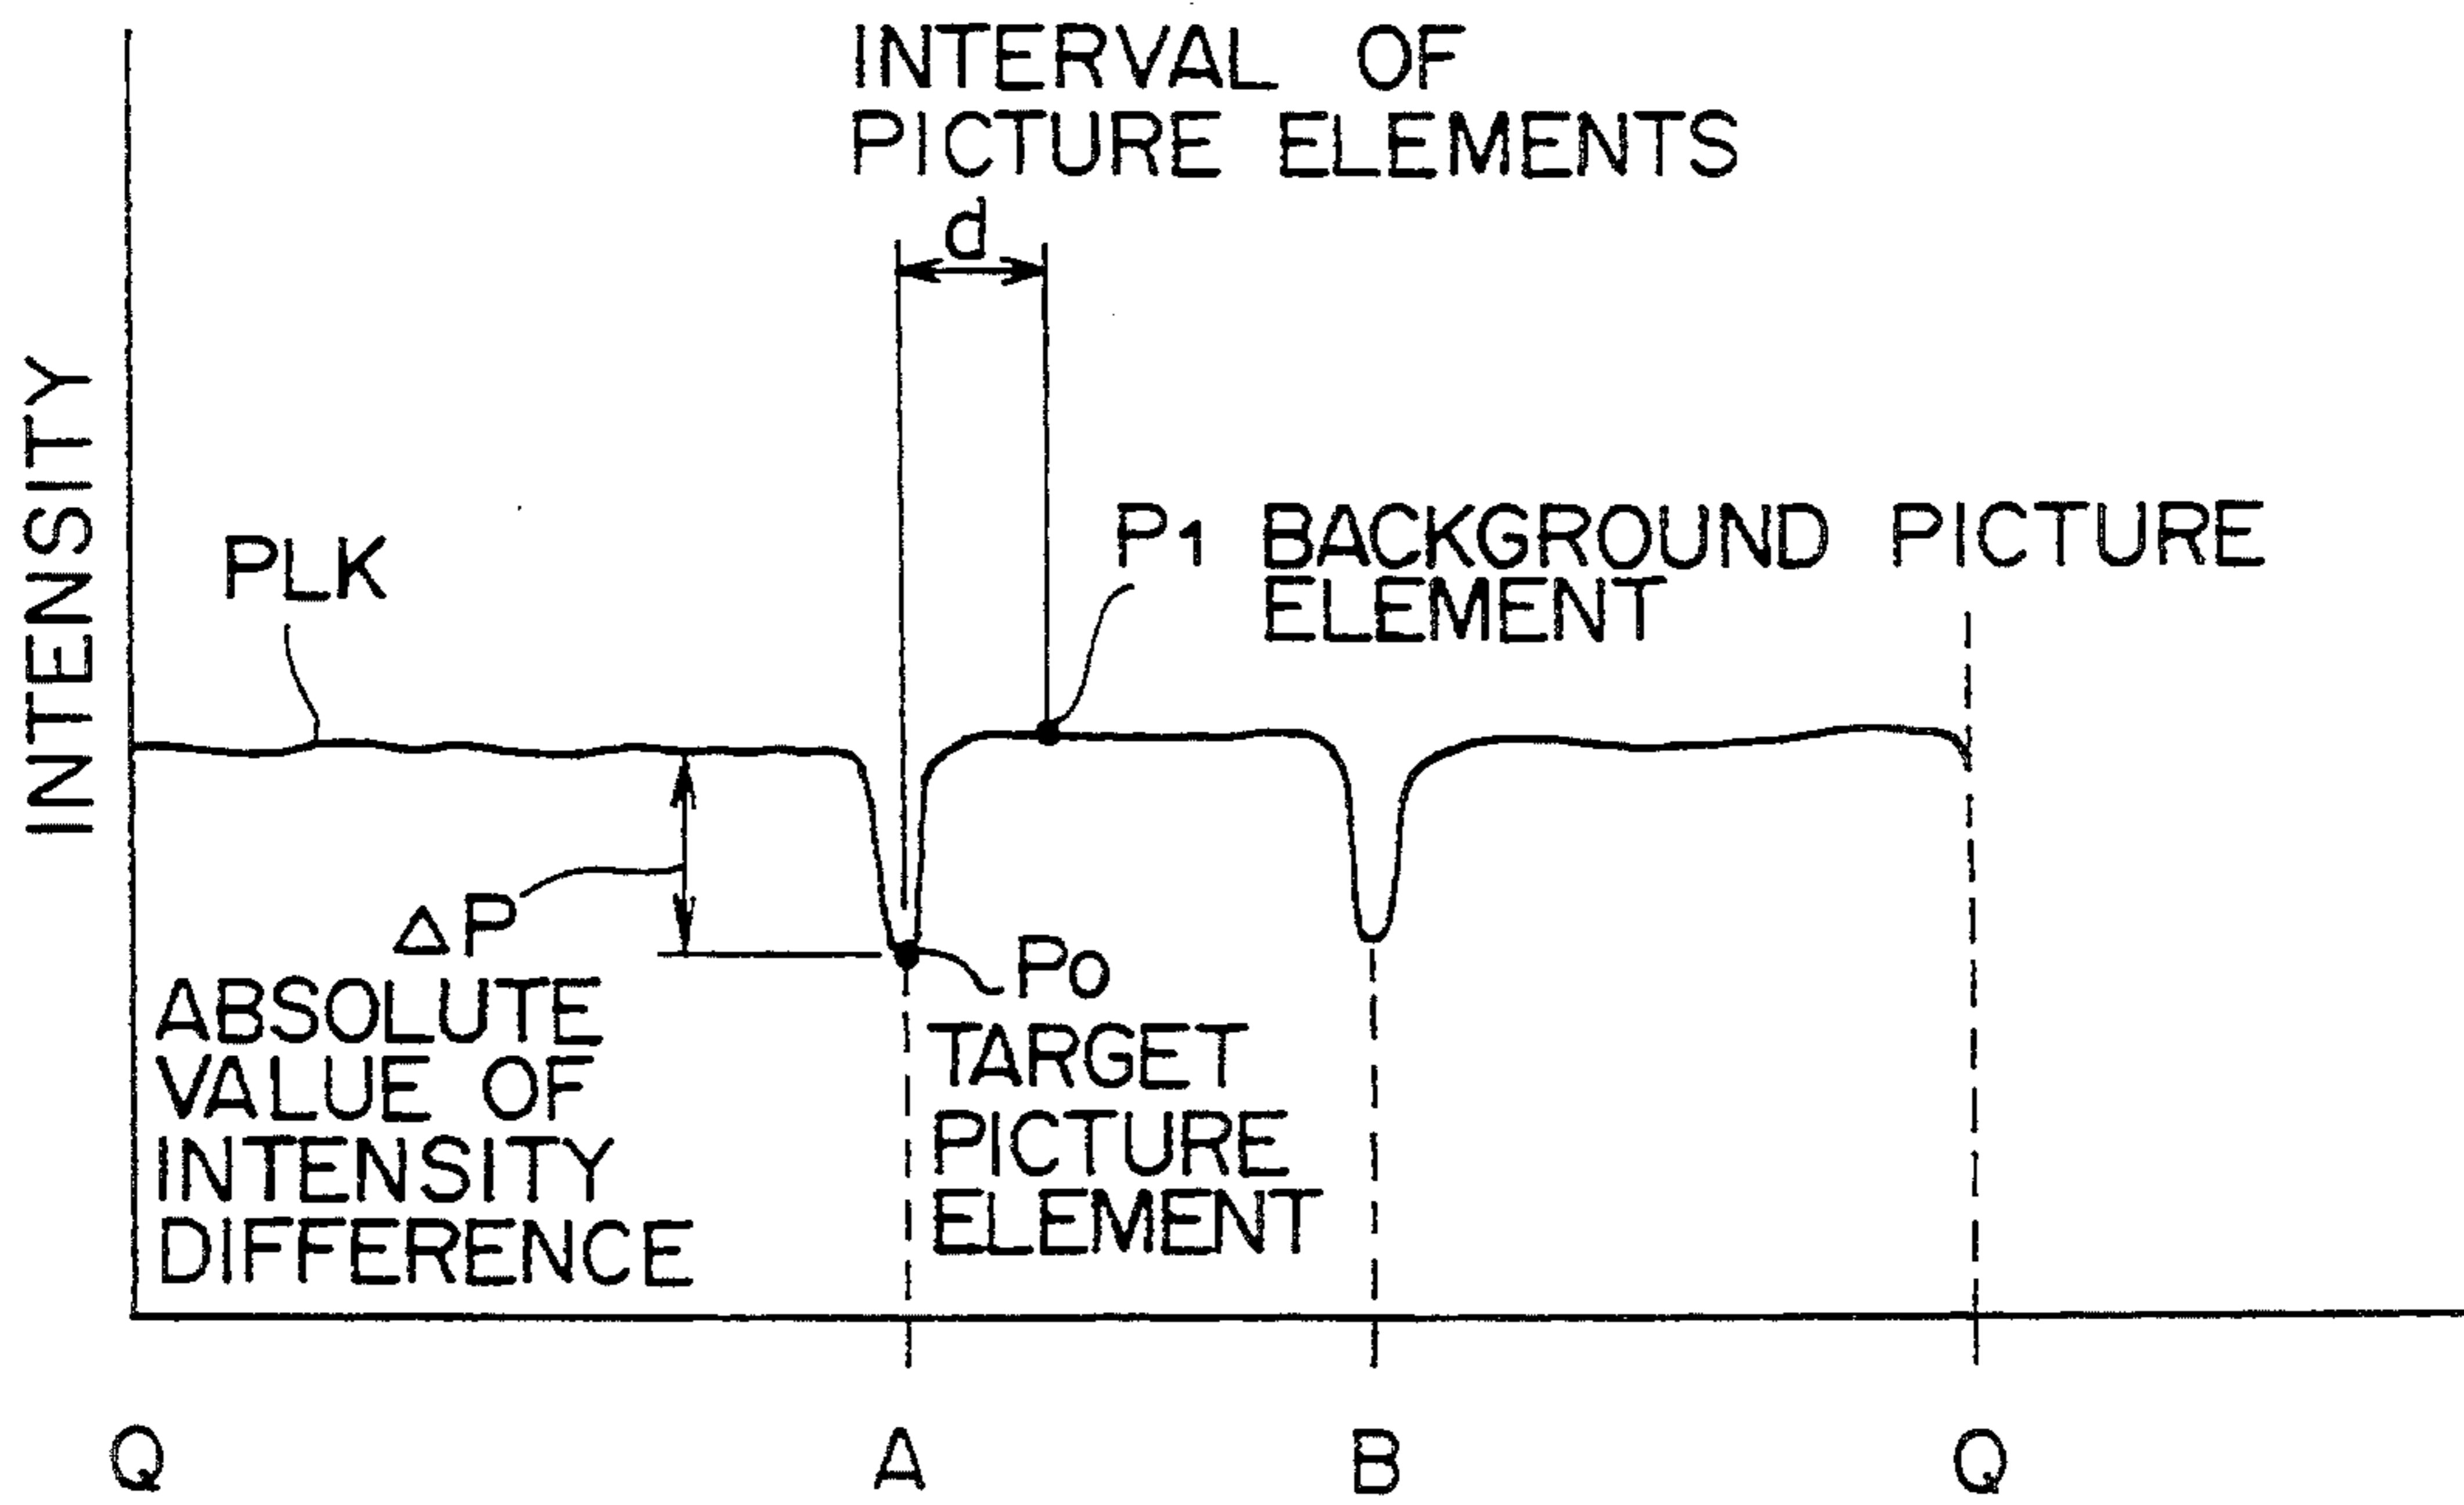 INTERVAL OF
PICTURE ELEMENTS
d
INTENSITY
PLK
P1 BACKGROUND PICTURE
ELEMENT
ΔP
ABSOLUTE
VALUE OF
INTENSITY
DIFFERENCE
Po
TARGET
PICTURE
ELEMENT
Q A B Q